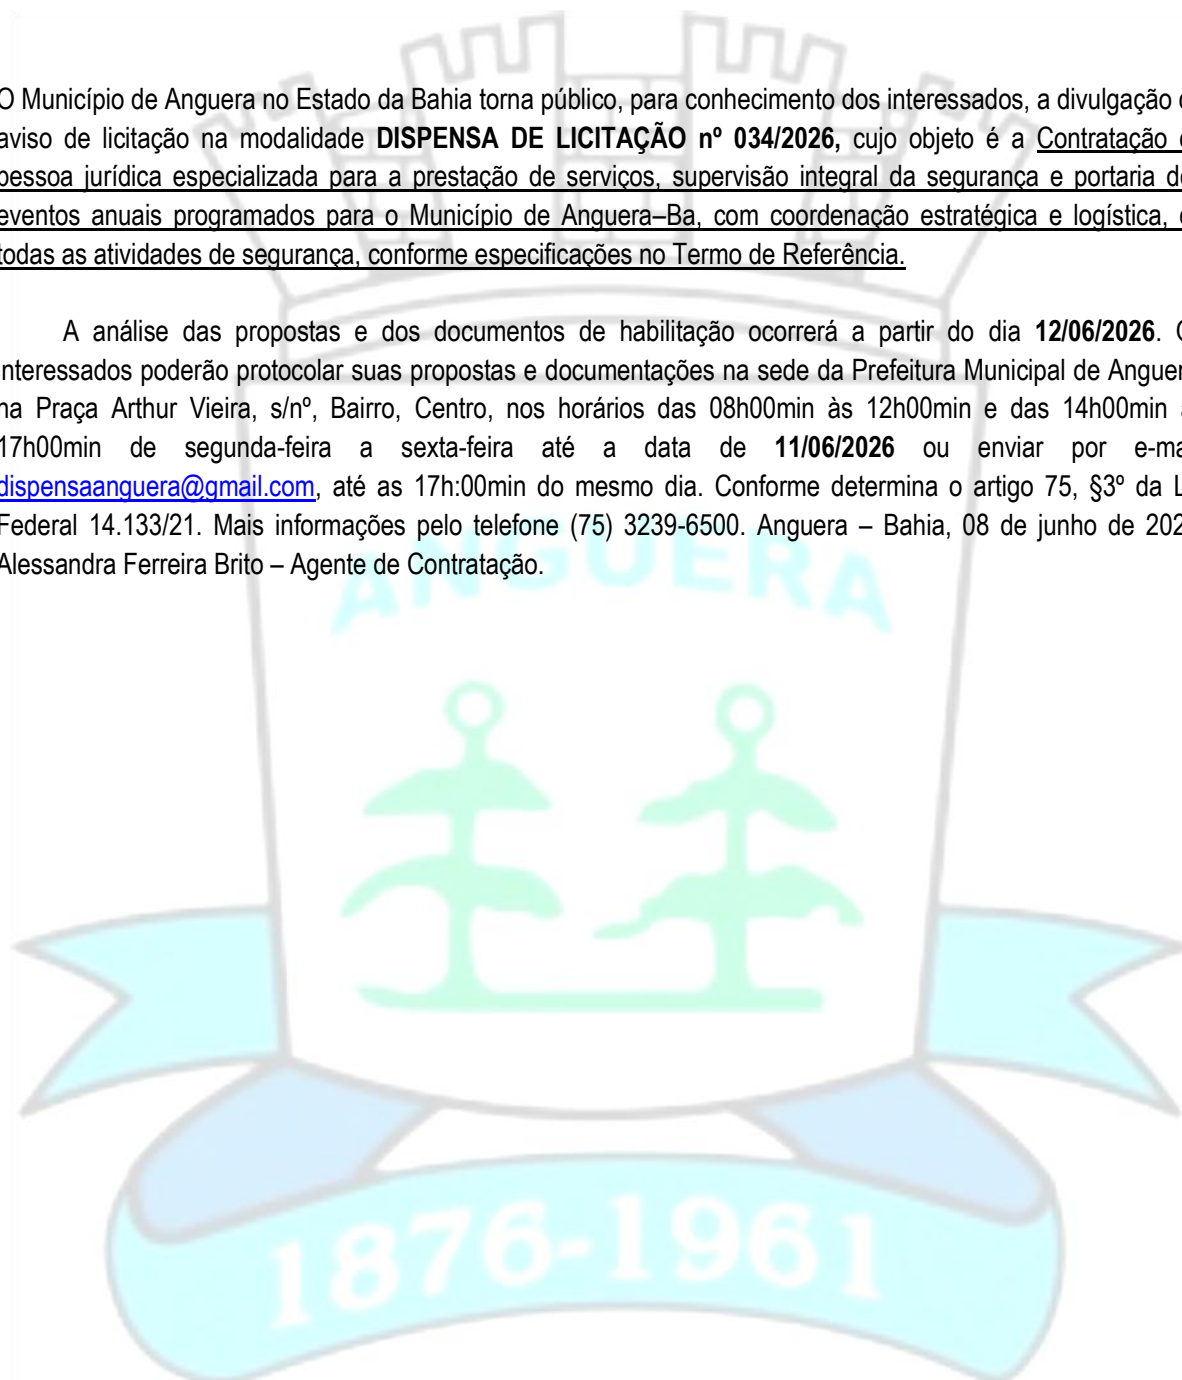 O Município de Anguera no Estado da Bahia torna público, para conhecimento dos interessados, a divulgação
aviso de licitação na modalidade DISPENSA DE LICITAÇÃO nº 034/2026, cujo objeto é a Contratação
pessoa jurídica especializada para a prestação de serviços, supervisão integral da segurança e portaria
eventos anuais programados para o Município de Anguera–Ba, com coordenação estratégica e logística,
todas as atividades de segurança, conforme especificações no Termo de Referência.
A análise das propostas e dos documentos de habilitação ocorrerá a partir do dia 12/06/2026.
interessados poderão protocolar suas propostas e documentações na sede da Prefeitura Municipal de Anguer
na Praça Arthur Vieira, s/nº, Bairro, Centro, nos horários das 08h00min às 12h00min e das 14h00min
17h00min de segunda-feira a sexta-feira até a data de 11/06/2026 ou enviar por e-ma
dispensaanguera@gmail.com, até as 17h:00min do mesmo dia. Conforme determina o artigo 75, §3º da L
Federal 14.133/21. Mais informações pelo telefone (75) 3239-6500. Anguera – Bahia, 08 de junho de 202
Alessandra Ferreira Brito – Agente de Contratação.
ANGUERA
1876-1961